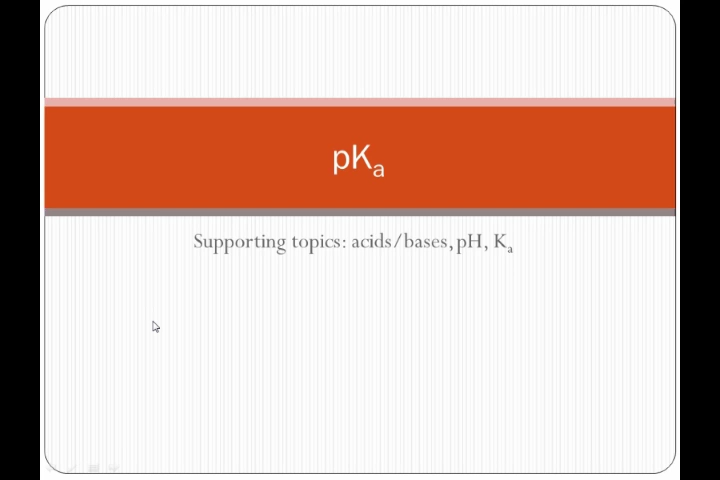 pKₐ
Supporting topics: acids/bases, pH, Kₐ